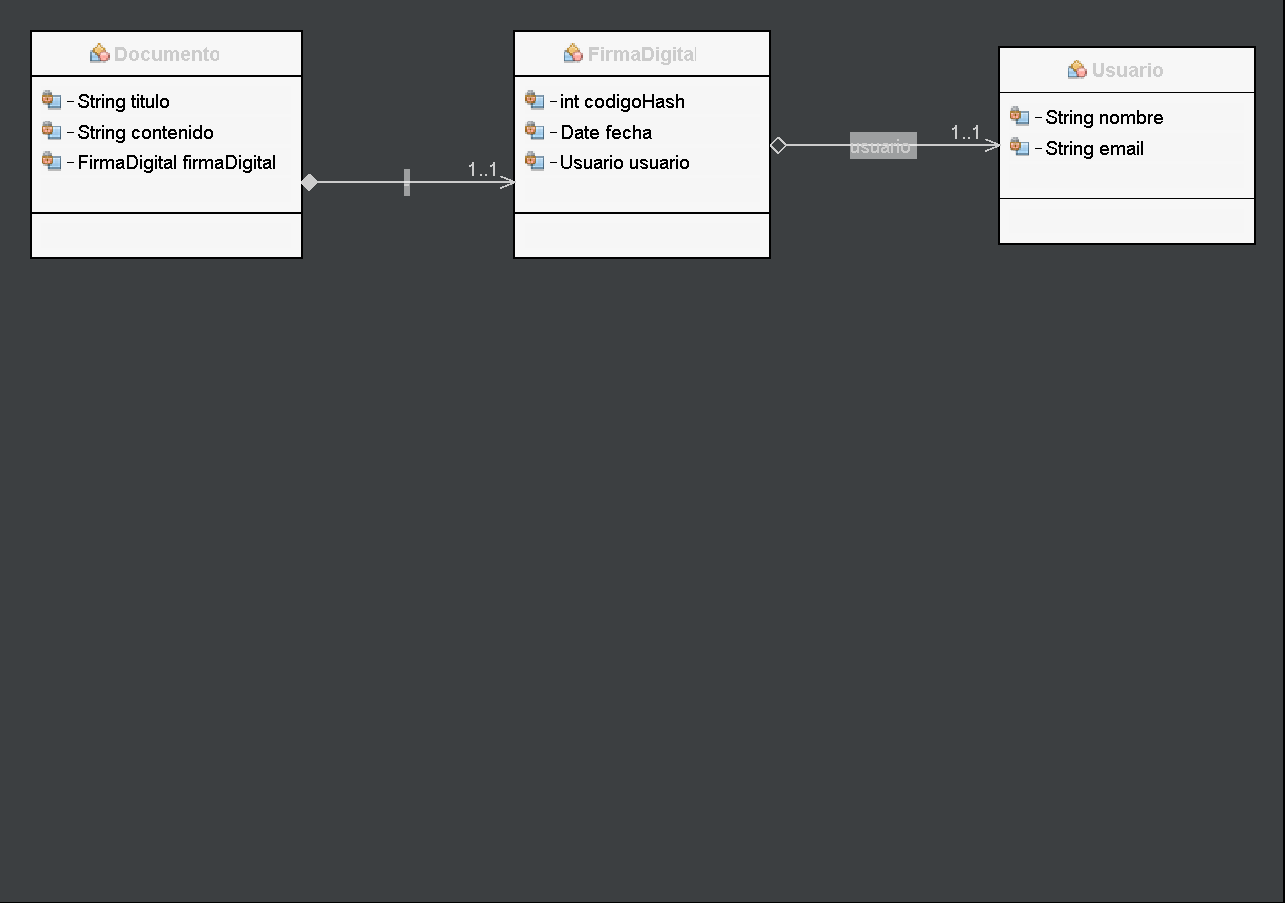 Documento
- String titulo
- String contenido
- FirmaDigital firmaDigital
1..1
FirmaDigital
- int codigoHash
- Date fecha
- Usuario usuario
usuario
1..1
Usuario
- String nombre
- String email